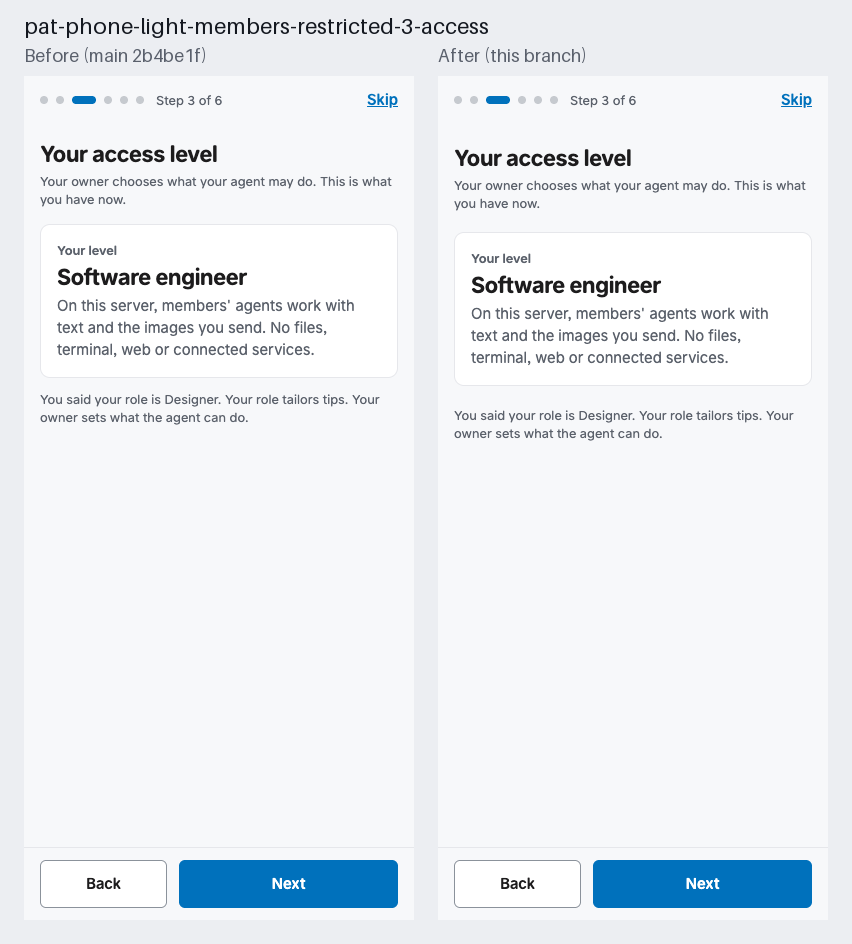 pat-phone-light-members-restricted-3-access
Before (main 2b4be1f)
After (this branch)
Step 3 of 6
Skip
Your access level
Your owner chooses what your agent may do. This is what
you have now.
Your level
Software engineer
On this server, members' agents work with
text and the images you send. No files,
terminal, web or connected services.
You said your role is Designer. Your role tailors tips. Your
owner sets what the agent can do.
Back
Next
Step 3 of 6
Skip
Your access level
Your owner chooses what your agent may do. This is what
you have now.
Your level
Software engineer
On this server, members' agents work with
text and the images you send. No files,
terminal, web or connected services.
You said your role is Designer. Your role tailors tips. Your
owner sets what the agent can do.
Back
Next